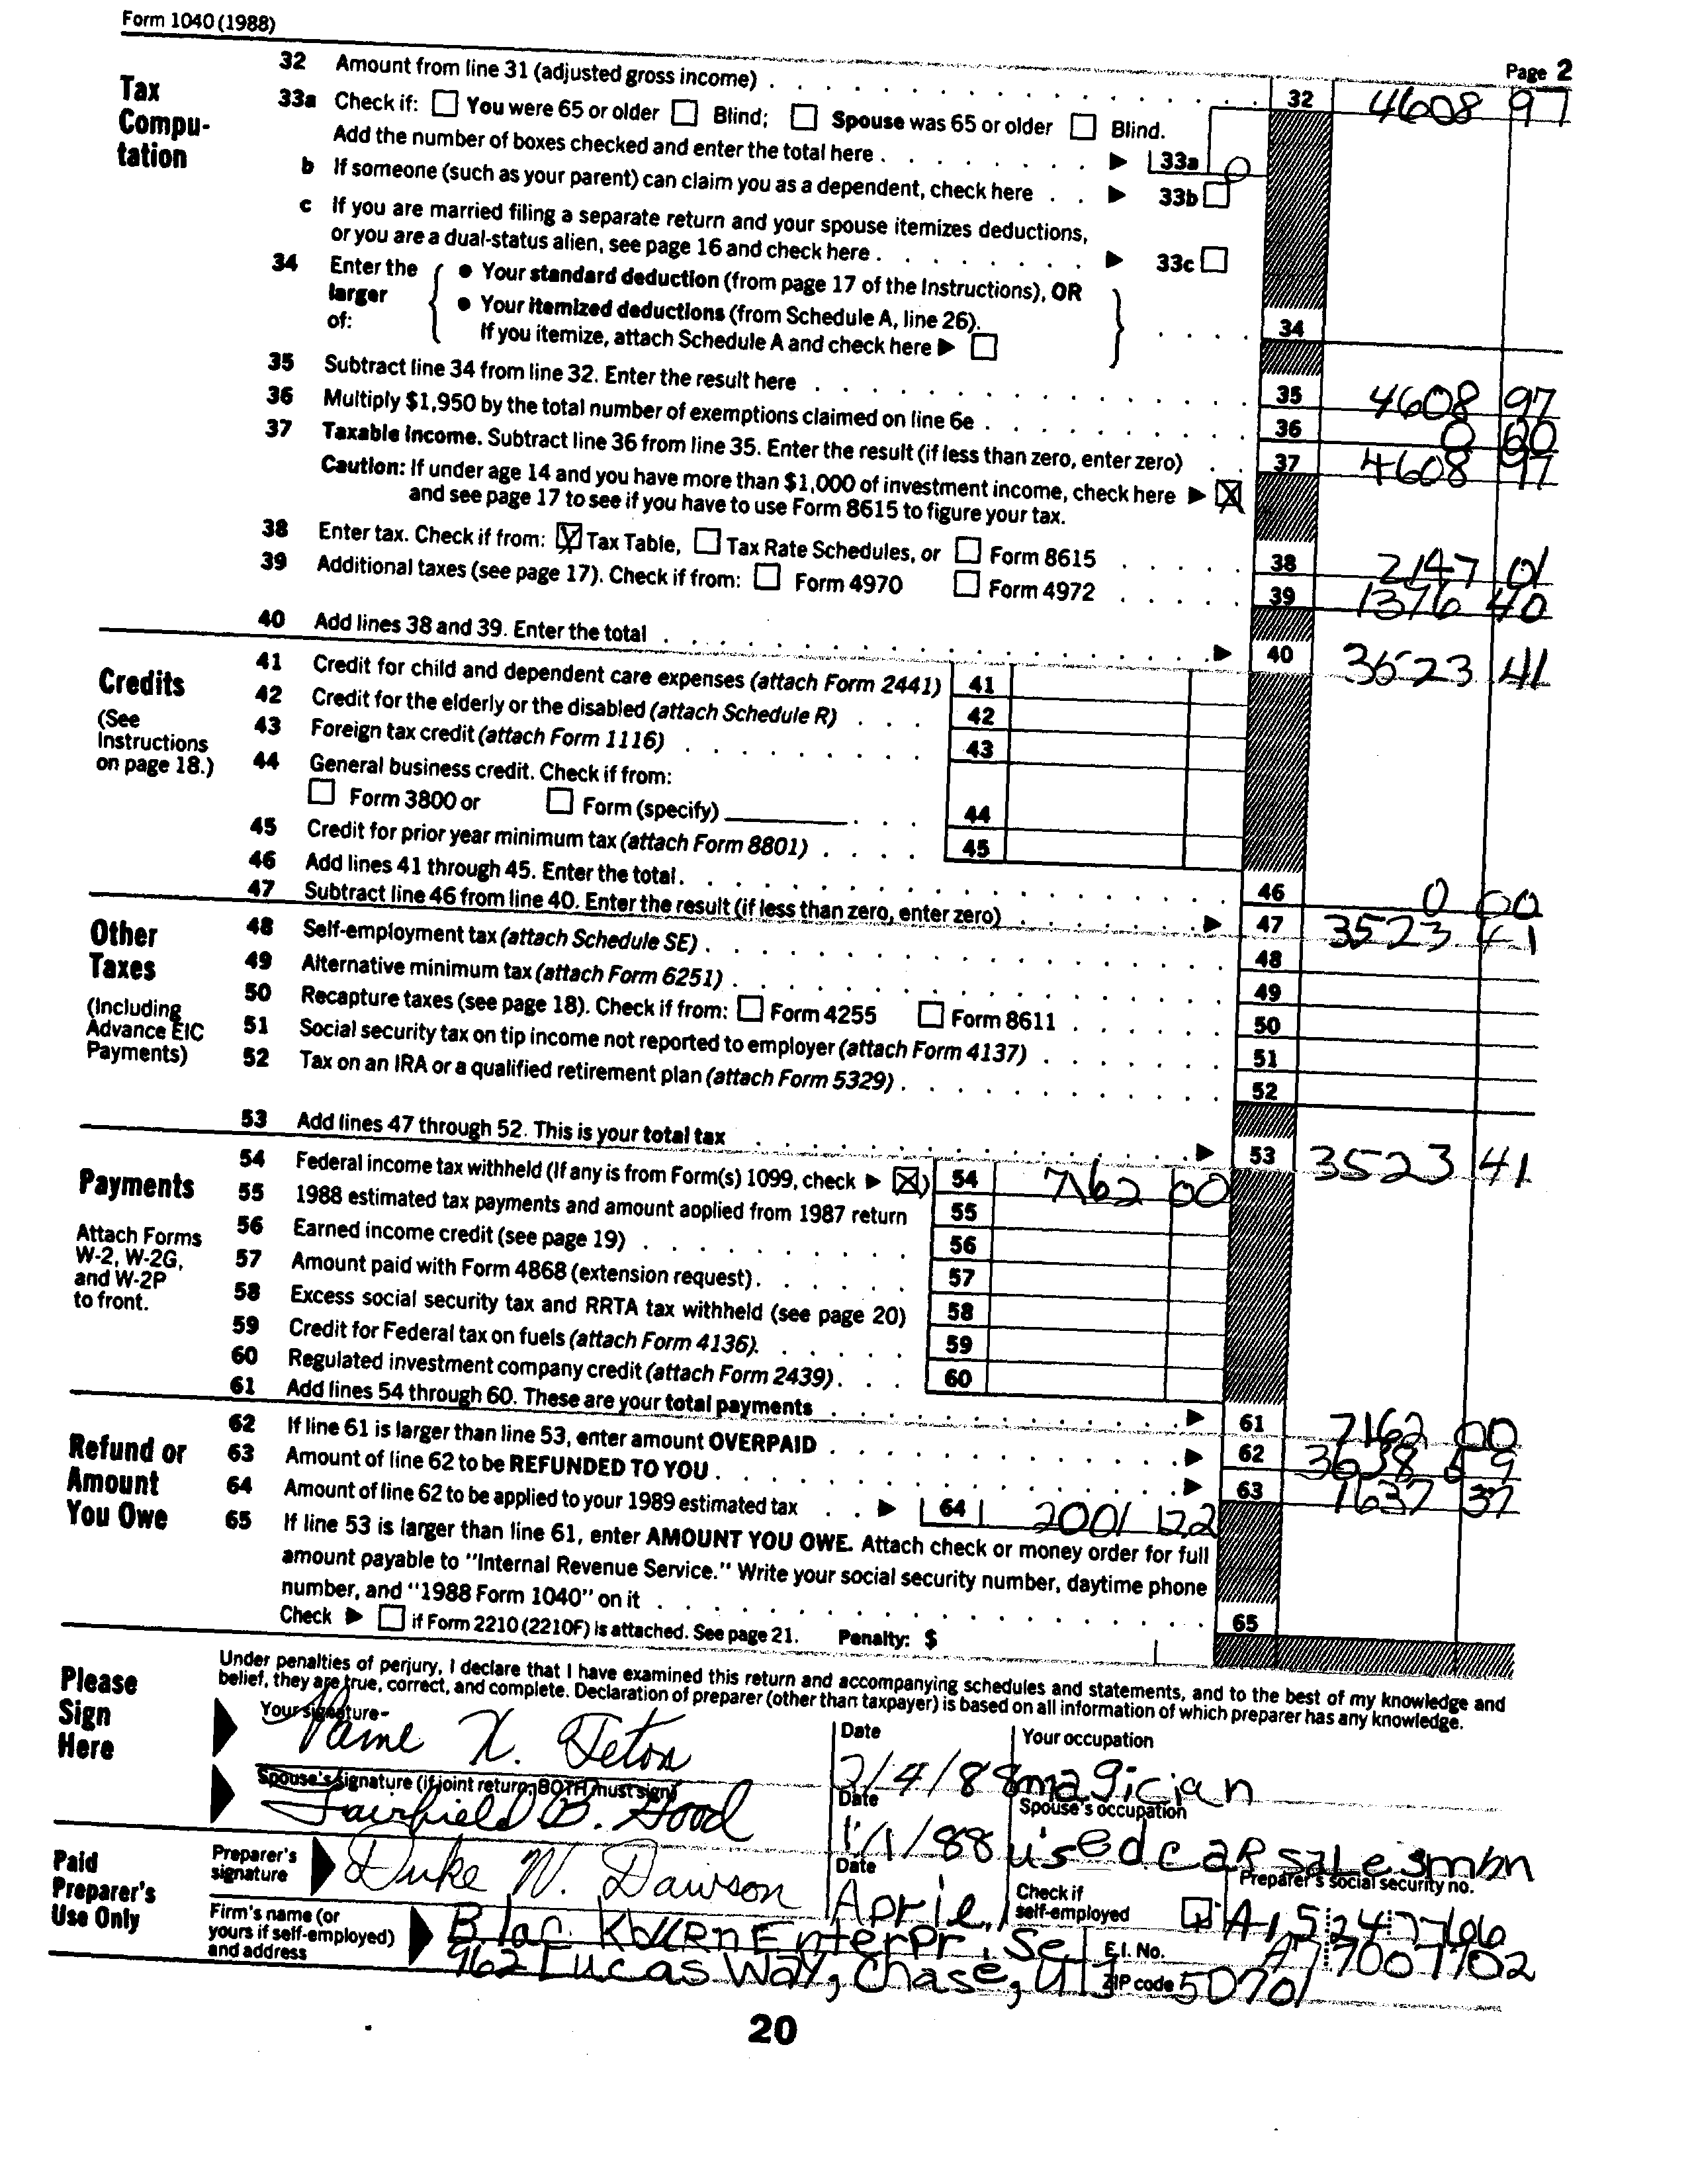 Form 1040 (1988)
Page 2
Tax Compu-tation
32 Amount from line 31 (adjusted gross income) 32 4608 97
33a Check if: You were 65 or older Blind; Spouse was 65 or older Blind.
Add the number of boxes checked and enter the total here 33a 0
b If someone (such as your parent) can claim you as a dependent, check here 33b
c If you are married filing a separate return and your spouse itemizes deductions,
or you are a dual-status alien, see page 16 and check here 33c
34 Enter the larger of: • Your standard deduction (from page 17 of the Instructions), OR
• Your itemized deductions (from Schedule A, line 26).
If you itemize, attach Schedule A and check here 34
35 Subtract line 34 from line 32. Enter the result here 35 4608 97
36 Multiply $1,950 by the total number of exemptions claimed on line 6e 36 0 00
37 Taxable income. Subtract line 36 from line 35. Enter the result (if less than zero, enter zero) 37 4608 97
Caution: If under age 14 and you have more than $1,000 of investment income, check here X
and see page 17 to see if you have to use Form 8615 to figure your tax.
38 Enter tax. Check if from: X Tax Table, Tax Rate Schedules, or Form 8615 38 2147 01
39 Additional taxes (see page 17). Check if from: Form 4970 Form 4972 39 1376 40
40 Add lines 38 and 39. Enter the total 40 3523 41
Credits
(See Instructions on page 18.)
41 Credit for child and dependent care expenses (attach Form 2441) 41
42 Credit for the elderly or the disabled (attach Schedule R) 42
43 Foreign tax credit (attach Form 1116) 43
44 General business credit. Check if from:
Form 3800 or Form (specify) 44
45 Credit for prior year minimum tax (attach Form 8801) 45
46 Add lines 41 through 45. Enter the total 46 0 00
47 Subtract line 46 from line 40. Enter the result (if less than zero, enter zero) 47 3523 41
Other Taxes
(Including Advance EIC Payments)
48 Self-employment tax (attach Schedule SE) 48
49 Alternative minimum tax (attach Form 6251) 49
50 Recapture taxes (see page 18). Check if from: Form 4255 Form 8611 50
51 Social security tax on tip income not reported to employer (attach Form 4137) 51
52 Tax on an IRA or a qualified retirement plan (attach Form 5329) 52
53 Add lines 47 through 52. This is your total tax 53 3523 41
Payments
Attach Forms W-2, W-2G, and W-2P to front.
54 Federal income tax withheld (If any is from Form(s) 1099, check X) 54 7162 00
55 1988 estimated tax payments and amount applied from 1987 return 55
56 Earned income credit (see page 19) 56
57 Amount paid with Form 4868 (extension request) 57
58 Excess social security tax and RRTA tax withheld (see page 20) 58
59 Credit for Federal tax on fuels (attach Form 4136) 59
60 Regulated investment company credit (attach Form 2439) 60
61 Add lines 54 through 60. These are your total payments 61 7162 00
Refund or Amount You Owe
62 If line 61 is larger than line 53, enter amount OVERPAID 62 3638 59
63 Amount of line 62 to be REFUNDED TO YOU 63 1637 37
64 Amount of line 62 to be applied to your 1989 estimated tax 64 2001 22
65 If line 53 is larger than line 61, enter AMOUNT YOU OWE. Attach check or money order for full
amount payable to "Internal Revenue Service." Write your social security number, daytime phone
number, and "1988 Form 1040" on it 65
Check if Form 2210 (2210F) is attached. See page 21. Penalty: $
Please Sign Here
Under penalties of perjury, I declare that I have examined this return and accompanying schedules and statements, and to the best of my knowledge and
belief, they are true, correct, and complete. Declaration of preparer (other than taxpayer) is based on all information of which preparer has any knowledge.
Your signature Date Your occupation
X. Teton /4/88 magician
Spouse's signature (if joint return, BOTH must sign) Date Spouse's occupation
Fairfield B. Good 1/1/88 used car salesman
Paid Preparer's Use Only
Preparer's signature Duke W. Dawson Date April, 1 Check if self-employed Preparer's social security no. A15 24 7766
Firm's name (or yours if self-employed) and address E.I. No. A77007702
962 Lucas Way, Chase, ZIP code 50701
20